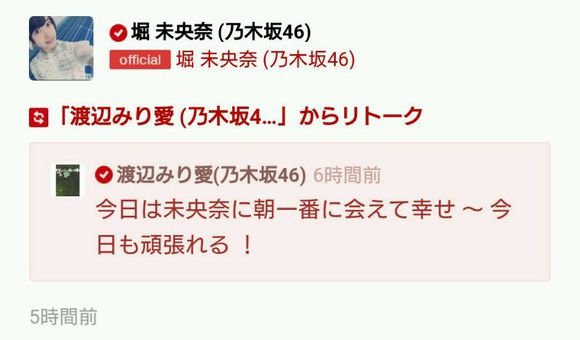 堀 未央奈 (乃木坂46)
official 堀 未央奈 (乃木坂46)
「渡辺みり愛 (乃木坂4...」からリトーク
渡辺みり愛(乃木坂46) 6時間前
今日は未央奈に朝一番に会えて幸せ 〜 今
日も頑張れる ！
5時間前